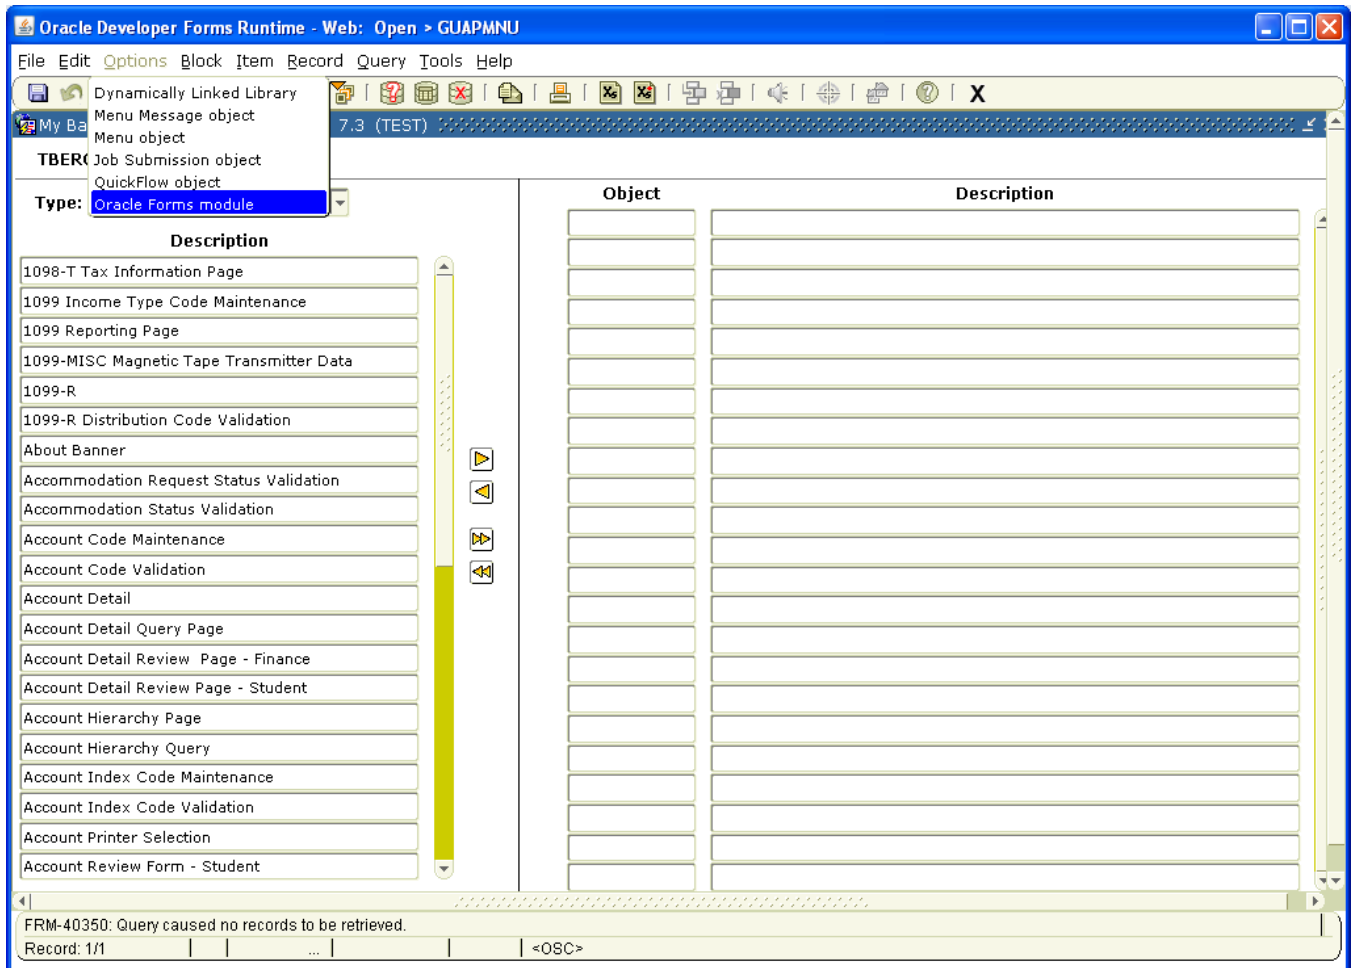 Oracle Developer Forms Runtime - Web: Open > GUAPMNU
File Edit Options Block Item Record Query Tools Help
Dynamically Linked Library
Menu Message object
Menu object
Job Submission object
QuickFlow object
Oracle Forms module
X
My Ba 7.3 (TEST)
TBER
Type:
Description
1098-T Tax Information Page
1099 Income Type Code Maintenance
1099 Reporting Page
1099-MISC Magnetic Tape Transmitter Data
1099-R
1099-R Distribution Code Validation
About Banner
Accommodation Request Status Validation
Accommodation Status Validation
Account Code Maintenance
Account Code Validation
Account Detail
Account Detail Query Page
Account Detail Review  Page - Finance
Account Detail Review Page - Student
Account Hierarchy Page
Account Hierarchy Query
Account Index Code Maintenance
Account Index Code Validation
Account Printer Selection
Account Review Form - Student
Object Description
FRM-40350: Query caused no records to be retrieved.
Record: 1/1 ... <OSC>